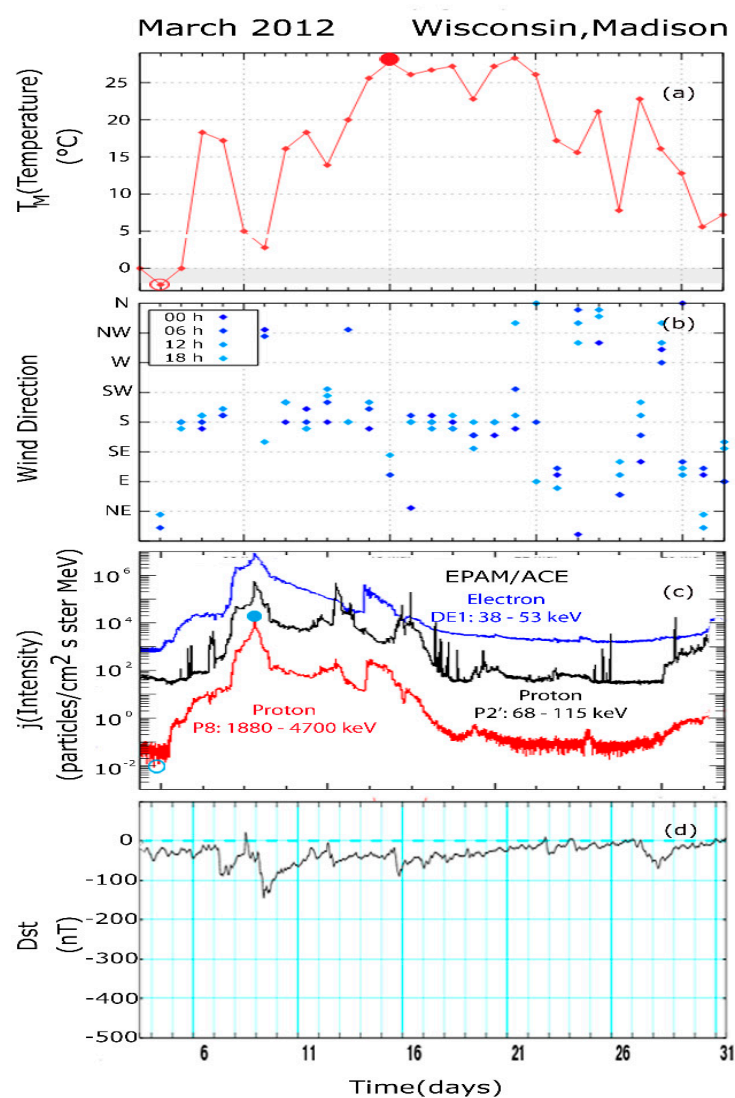 March 2012 Wisconsin,Madison
T_M(Temperature)
(°C)
25
20
15
10
5
0
(a)
Wind Direction
N
NW
W
SW
S
SE
E
NE
00 h
06 h
12 h
18 h
(b)
j(Intensity)
(particles/cm² s ster MeV)
10⁶
10⁴
10²
10⁰
10⁻²
EPAM/ACE
(c)
Electron
DE1: 38 - 53 keV
Proton
P8: 1880 - 4700 keV
Proton
P2': 68 - 115 keV
Dst
(nT)
0
-100
-200
-300
-400
-500
(d)
6 11 16 21 26 31
Time(days)